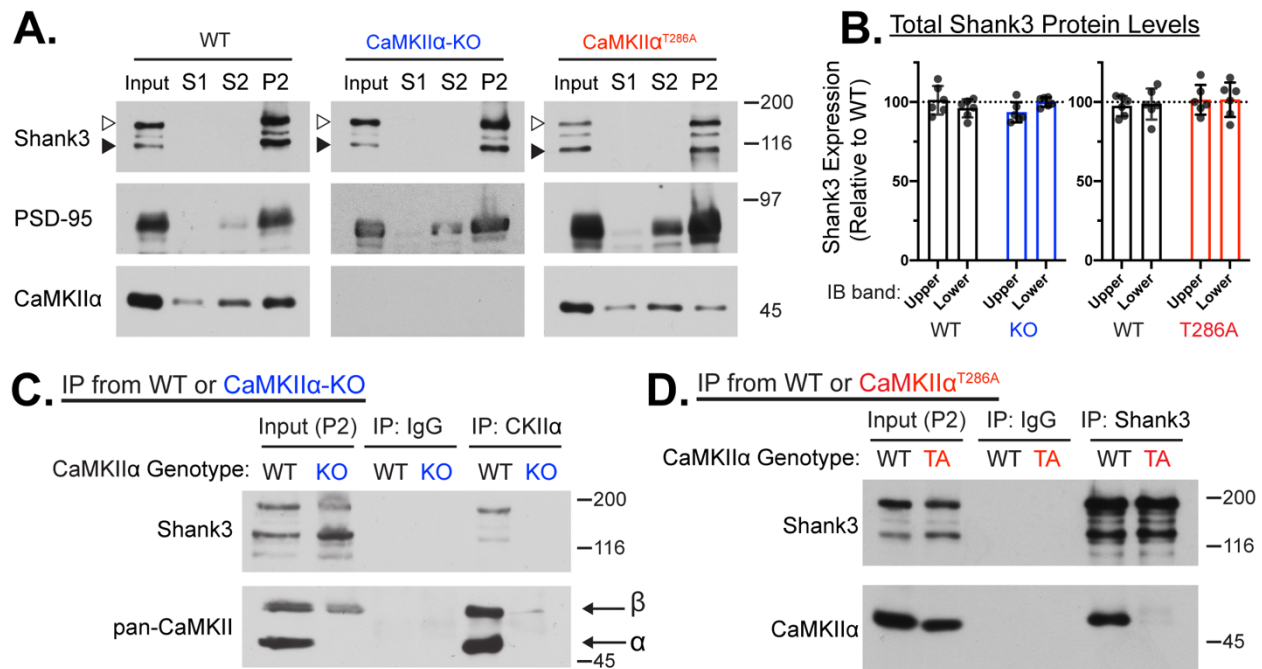 A.
WT
CaMKIIα-KO
CaMKIIα^T286A
Input S1 S2 P2
Input S1 S2 P2
Input S1 S2 P2
Shank3
PSD-95
CaMKIIα
200
116
97
45
B. Total Shank3 Protein Levels
Shank3 Expression
(Relative to WT)
100
50
0
100
50
0
IB band:
Upper Lower Upper Lower
Upper Lower Upper Lower
WT KO
WT T286A
C. IP from WT or CaMKIIα-KO
Input (P2) IP: IgG IP: CKIIα
CaMKIIα Genotype: WT KO WT KO WT KO
Shank3
200
116
pan-CaMKII
β
α
45
D. IP from WT or CaMKIIα^T286A
Input (P2) IP: IgG IP: Shank3
CaMKIIα Genotype: WT TA WT TA WT TA
Shank3
200
116
CaMKIIα
45